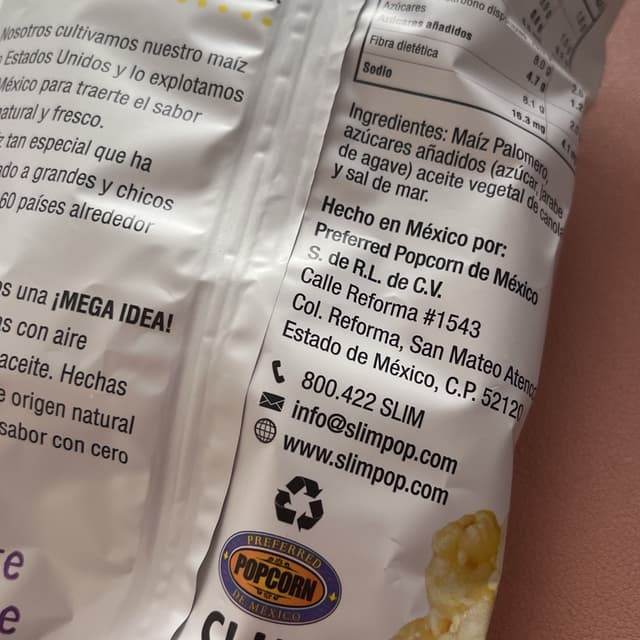 Nosotros cultivamos nuestro maíz
Estados Unidos y lo explotamos
México para traerte el sabor
natural y fresco.
tan especial que ha
a grandes y chicos
60 países alrededor
una ¡MEGA IDEA!
con aire
aceite. Hechas
origen natural
sabor con cero
Azúcares
Azúcares añadidos
Fibra dietética
Sodio
8.0 g
4.7 g
8.1 g
16.3 mg
Ingredientes: Maíz Palomero,
azúcares añadidos (azúcar, jarabe
de agave) aceite vegetal de canola
y sal de mar.
Hecho en México por:
Preferred Popcorn de México
S. de R.L. de C.V.
Calle Reforma #1543
Col. Reforma, San Mateo Atenco
Estado de México, C.P. 52120
800.422 SLIM
info@slimpop.com
www.slimpop.com
PREFERRED
POPCORN
DE MÉXICO